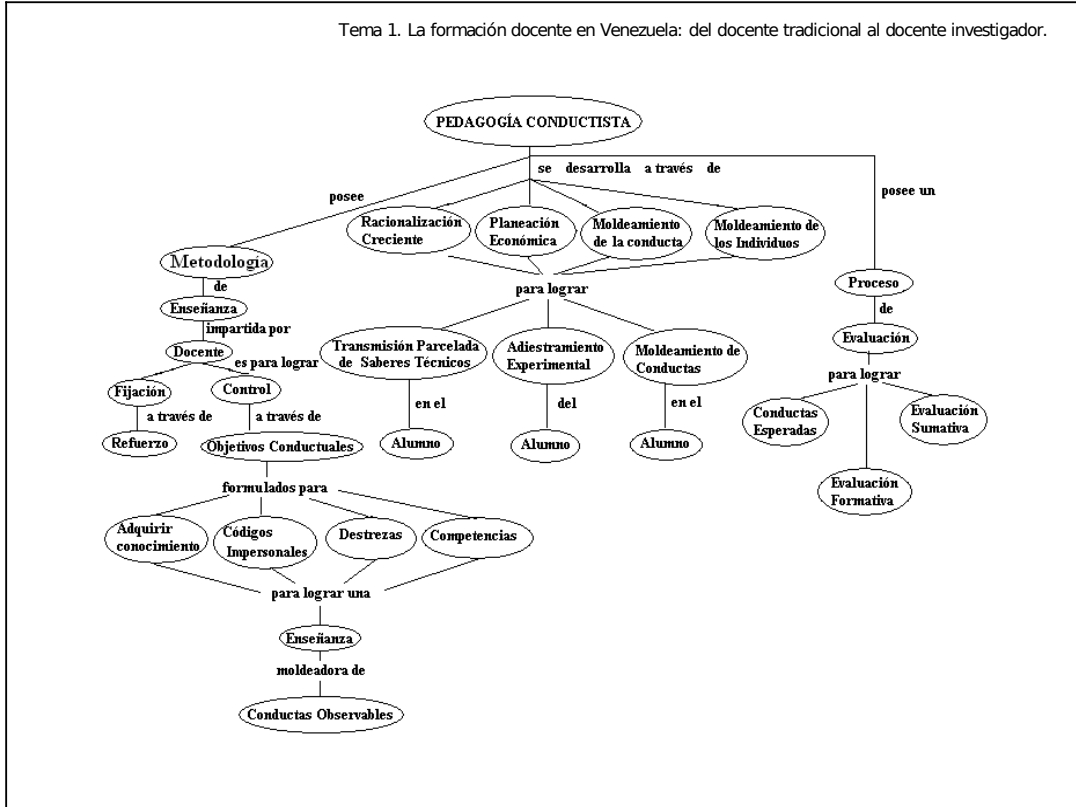 Tema 1. La formación docente en Venezuela: del docente tradicional al docente investigador.
PEDAGOGÍA CONDUCTISTA
se desarrolla a través de
posee
posee un
Racionalización
Creciente
Planeación
Económica
Moldeamiento
de la conducta
Moldeamiento de
los Individuos
Metodología
de
Enseñanza
impartida por
Docente
es para lograr
Fijación
Control
a través de
a través de
Refuerzo
Objetivos Conductuales
formulados para
Adquirir
conocimiento
Códigos
Impersonales
Destrezas
Competencias
para lograr una
Enseñanza
moldeadora de
Conductas Observables
para lograr
Transmisión Parcelada
de Saberes Técnicos
Adiestramiento
Experimental
Moldeamiento de
Conductas
en el
del
en el
Alumno
Alumno
Alumno
Proceso
de
Evaluación
para lograr
Conductas
Esperadas
Evaluación
Sumativa
Evaluación
Formativa